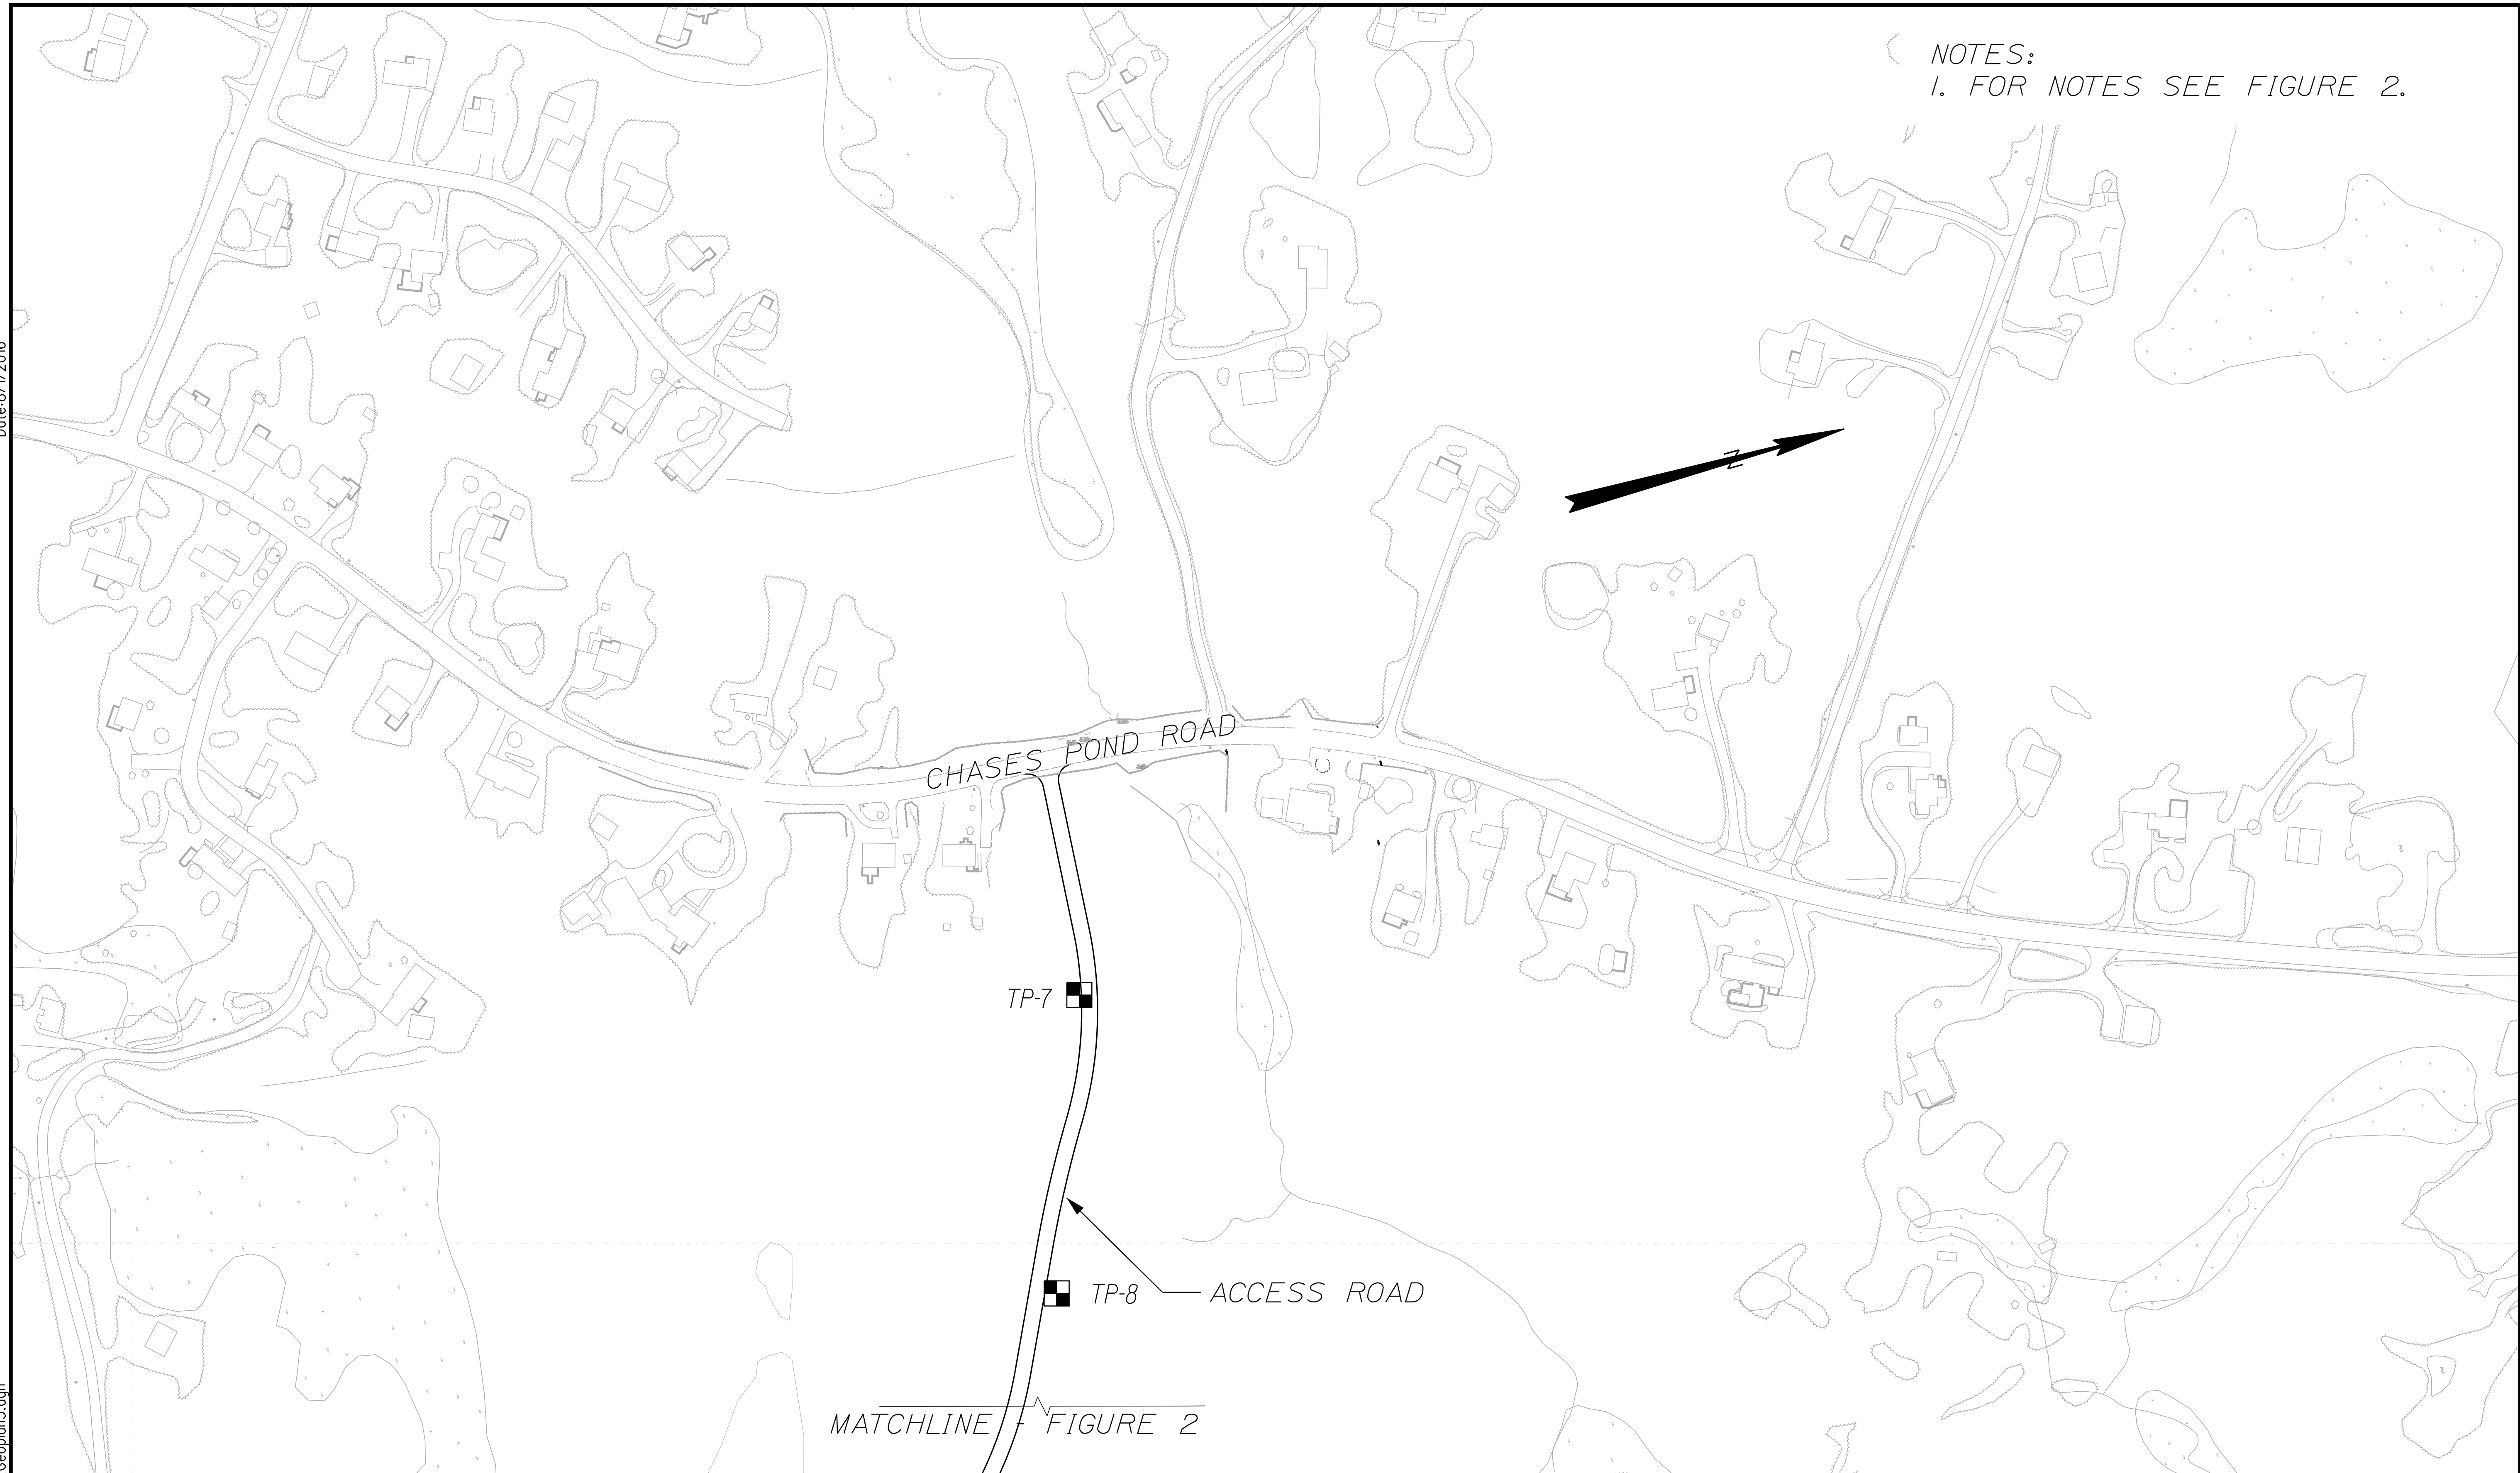 NOTES:
1. FOR NOTES SEE FIGURE 2.
N
CHASES POND ROAD
TP-7
TP-8
ACCESS ROAD
MATCHLINE - FIGURE 2